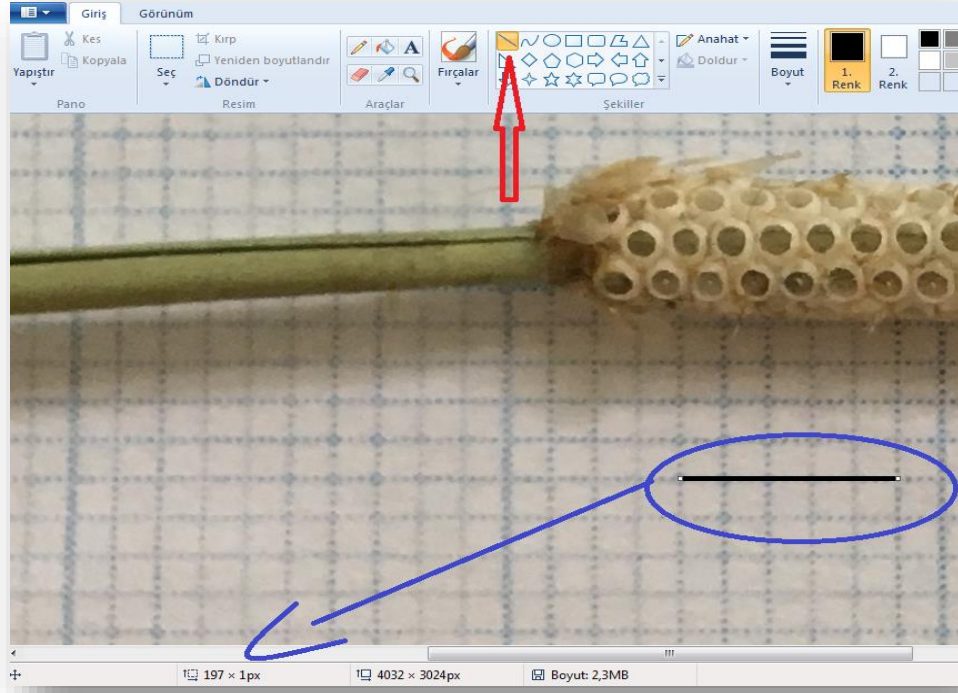 Giriş Görünüm
Yapıştır
Kes
Kopyala
Pano
Seç
Kırp
Yeniden boyutlandır
Döndür
Resim
A
Araçlar
Fırçalar
Şekiller
Anahat
Doldur
Boyut
1.
Renk
2.
Renk
197 × 1px 4032 × 3024px Boyut: 2,3MB